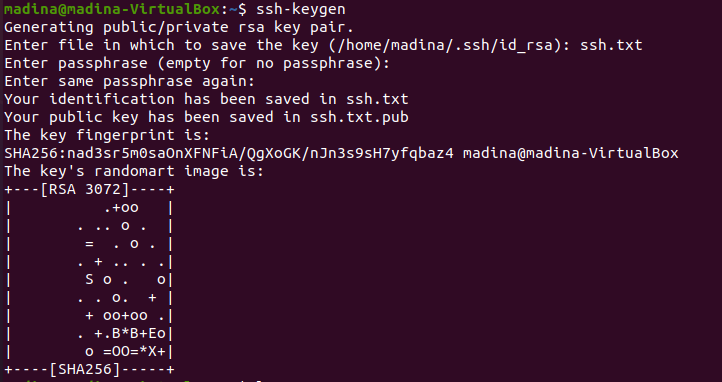 madina@madina-VirtualBox:~$ ssh-keygen
Generating public/private rsa key pair.
Enter file in which to save the key (/home/madina/.ssh/id_rsa): ssh.txt
Enter passphrase (empty for no passphrase):
Enter same passphrase again:
Your identification has been saved in ssh.txt
Your public key has been saved in ssh.txt.pub
The key fingerprint is:
SHA256:nad3sr5m0saOnXFNFiA/QgXoGK/nJn3s9sH7yfqbaz4 madina@madina-VirtualBox
The key's randomart image is:
+---[RSA 3072]----+
|           .+oo   |
|        . .. o .  |
|         =  . o . |
|        . + .. . .|
|         S o .   o|
|        . . o.  + |
|         + oo+oo .|
|        . +.B*B+Eo|
|         o =OO=*X+|
+----[SHA256]-----+